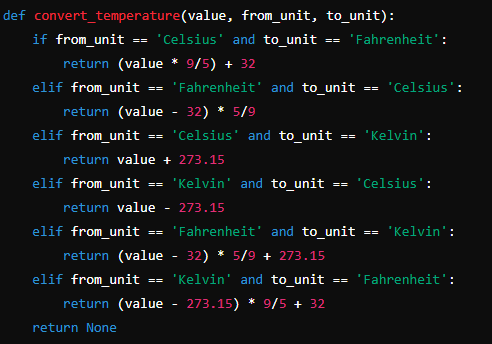 def convert_temperature(value, from_unit, to_unit):
    if from_unit == 'Celsius' and to_unit == 'Fahrenheit':
        return (value * 9/5) + 32
    elif from_unit == 'Fahrenheit' and to_unit == 'Celsius':
        return (value - 32) * 5/9
    elif from_unit == 'Celsius' and to_unit == 'Kelvin':
        return value + 273.15
    elif from_unit == 'Kelvin' and to_unit == 'Celsius':
        return value - 273.15
    elif from_unit == 'Fahrenheit' and to_unit == 'Kelvin':
        return (value - 32) * 5/9 + 273.15
    elif from_unit == 'Kelvin' and to_unit == 'Fahrenheit':
        return (value - 273.15) * 9/5 + 32
    return None